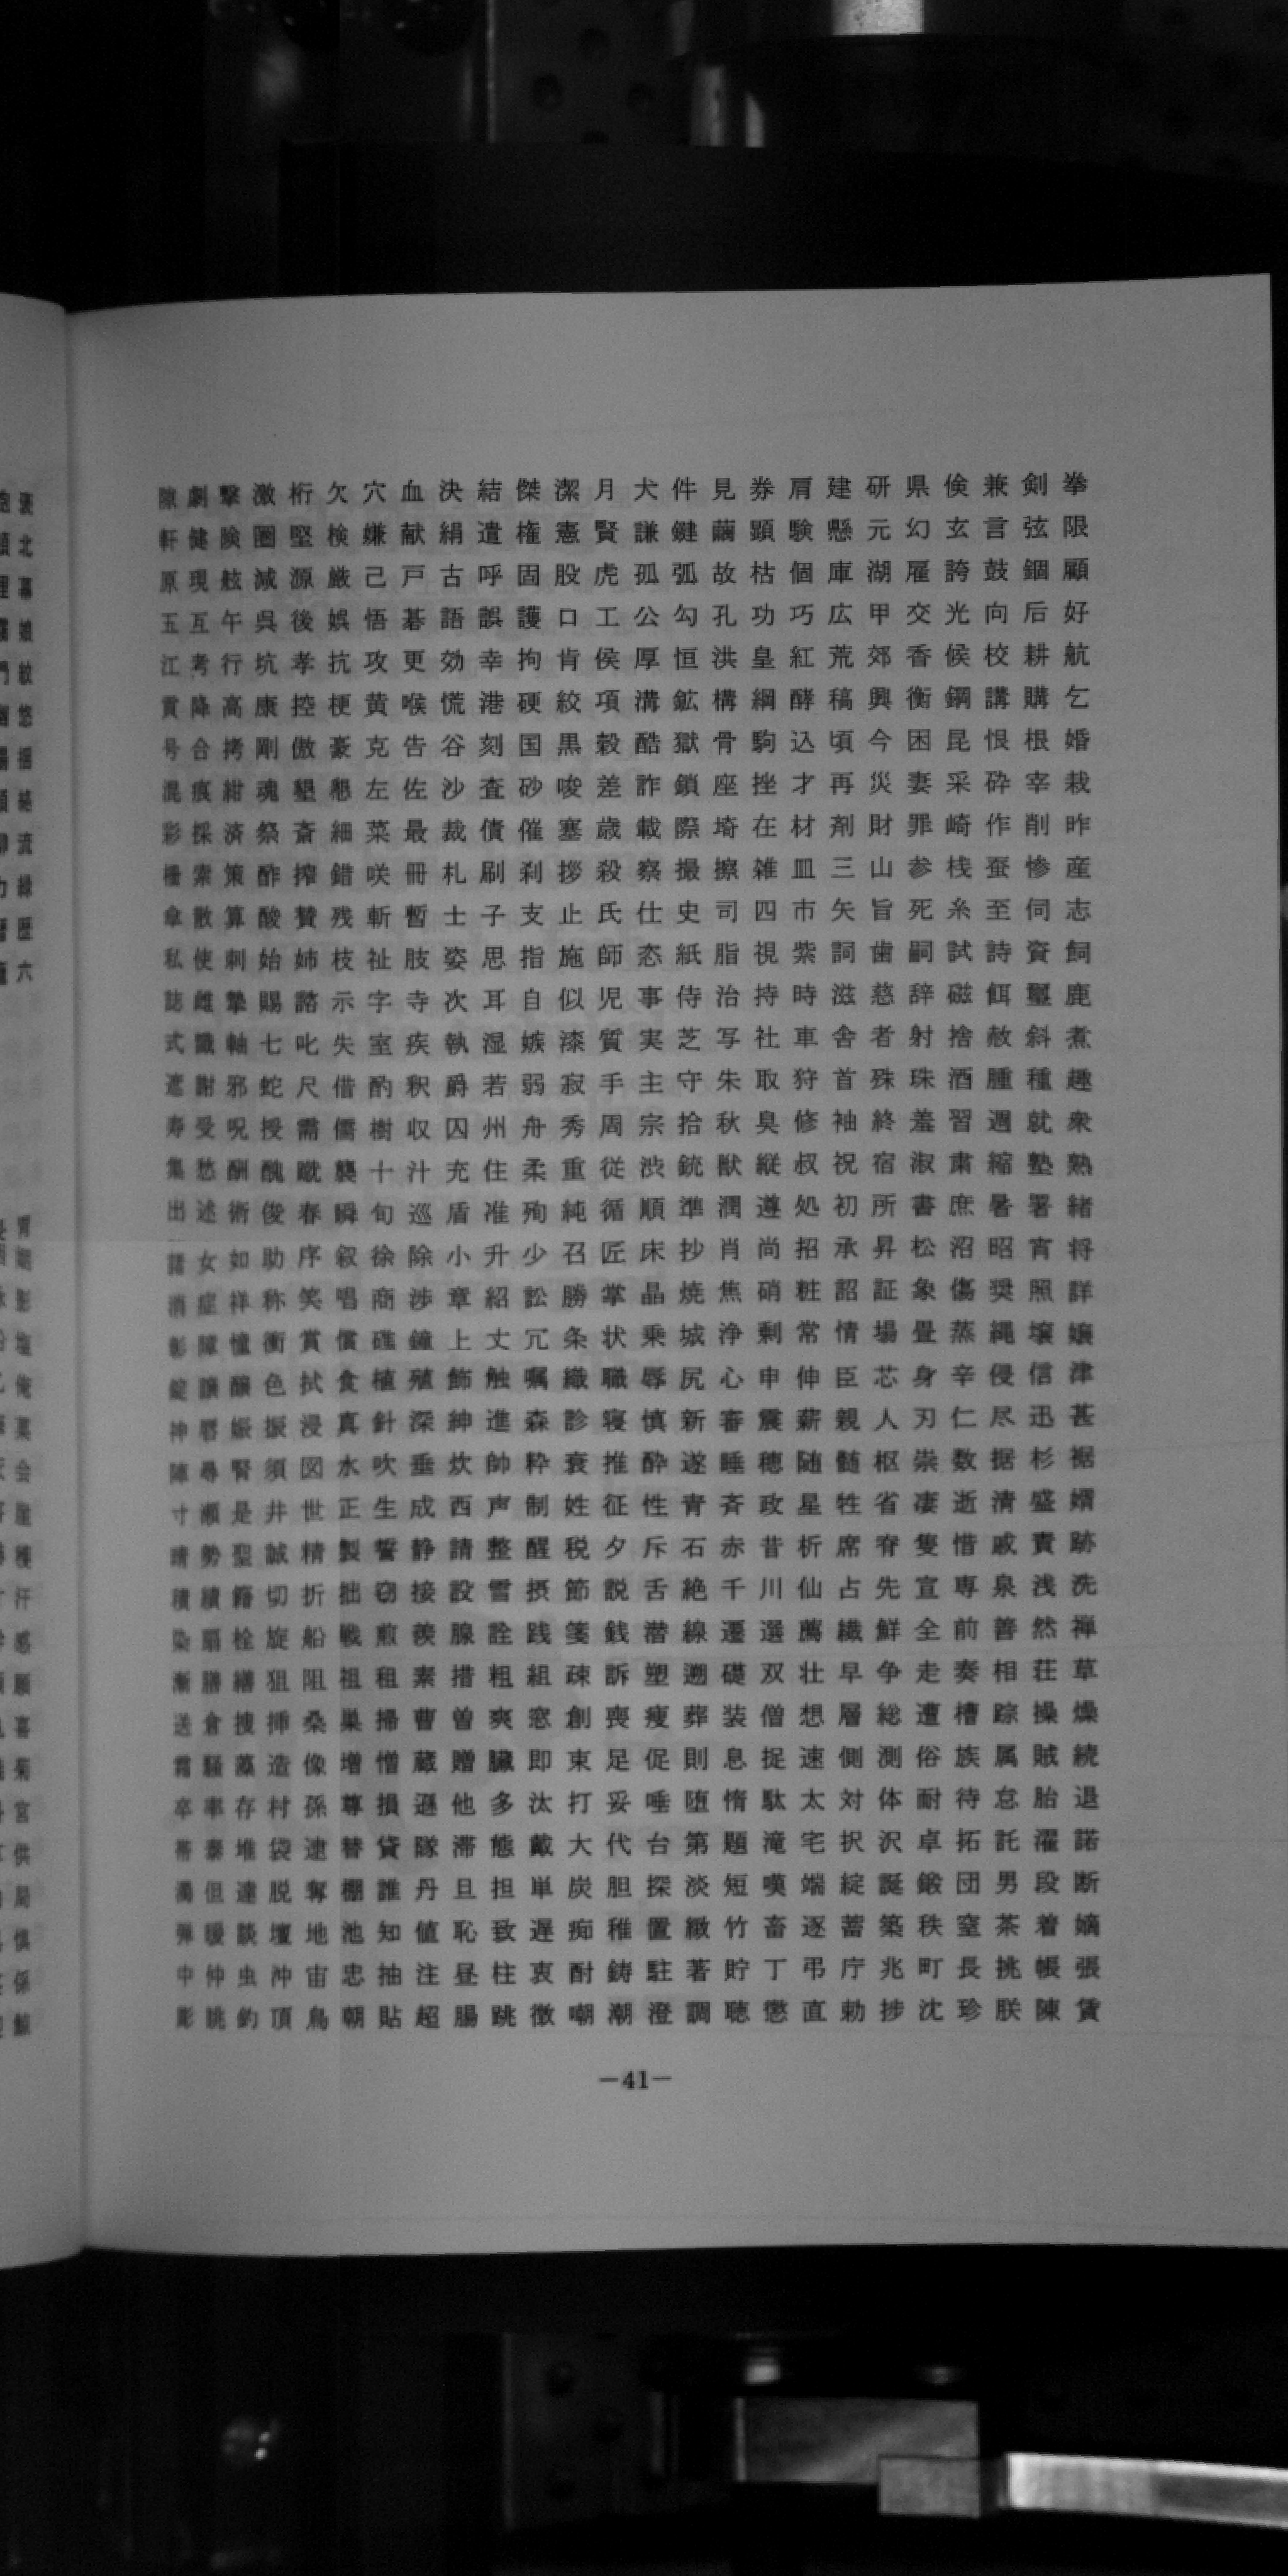 隙劇撃激桁欠穴血決結傑潔月犬件見券肩建研県倹兼剣拳
軒健険圏堅検嫌献絹遣権憲賢謙鍵繭顕験懸元幻玄言弦限
原現舷減源厳己戸古呼固股虎孤弧故枯個庫湖雇誇鼓錮顧
五互午呉後娯悟碁語誤護口工公勾孔功巧広甲交光向后好
江考行坑孝抗攻更効幸拘肯侯厚恒洪皇紅荒郊香候校耕航
貢降高康控梗黄喉慌港硬絞項溝鉱構綱酵稿興衡鋼講購乞
号合拷剛傲豪克告谷刻国黒穀酷獄骨駒込頃今困昆恨根婚
混痕紺魂墾懇左佐沙査砂唆差詐鎖座挫才再災妻采砕宰栽
彩採済祭斎細菜最裁債催塞歳載際埼在材剤財罪崎作削昨
柵索策酢搾錯咲冊札刷刹拶殺察撮擦雑皿三山参桟蚕惨産
傘散算酸賛残斬暫士子支止氏仕史司四市矢旨死糸至伺志
私使刺始姉枝祉肢姿思指施師恣紙脂視紫詞歯嗣試詩資飼
誌雌摯賜諮示字寺次耳自似児事侍治持時滋慈辞磁餌璽鹿
式識軸七𠮟失室疾執湿嫉漆質実芝写社車舎者射捨赦斜煮
遮謝邪蛇尺借酌釈爵若弱寂手主守朱取狩首殊珠酒腫種趣
寿受呪授需儒樹収囚州舟秀周宗拾秋臭修袖終羞習週就衆
集愁酬醜蹴襲十汁充住柔重従渋銃獣縦叔祝宿淑粛縮塾熟
出述術俊春瞬旬巡盾准殉純循順準潤遵処初所書庶暑署緒
諸女如助序叙徐除小升少召匠床抄肖尚招承昇松沼昭宵将
消症祥称笑唱商渉章紹訟勝掌晶焼焦硝粧詔証象傷奨照詳
彰障憧衝賞償礁鐘上丈冗条状乗城浄剰常情場畳蒸縄壌嬢
錠譲醸色拭食植殖飾触嘱織職辱尻心申伸臣芯身辛侵信津
神唇娠振浸真針深紳進森診寝慎新審震薪親人刃仁尽迅甚
陣尋腎須図水吹垂炊帥粋衰推酔遂睡穂随髄枢崇数据杉裾
寸瀬是井世正生成西声制姓征性青斉政星牲省凄逝清盛婿
晴勢聖誠精製誓静請整醒税夕斥石赤昔析席脊隻惜戚責跡
積績籍切折拙窃接設雪摂節説舌絶千川仙占先宣専泉浅洗
染扇栓旋船戦煎羨腺詮践箋銭潜線遷選薦繊鮮全前善然禅
漸膳繕狙阻祖租素措粗組疎訴塑遡礎双壮早争走奏相荘草
送倉捜挿桑巣掃曹曽爽窓創喪痩葬装僧想層総遭槽踪操燥
霜騒藻造像増憎蔵贈臓即束足促則息捉速側測俗族属賊続
卒率存村孫尊損遜他多汰打妥唾堕惰駄太対体耐待怠胎退
帯泰堆袋逮替貸隊滞態戴大代台第題滝宅択沢卓拓託濯諾
濁但達脱奪棚誰丹旦担単炭胆探淡短嘆端綻誕鍛団男段断
弾暖談壇地池知値恥致遅痴稚置緻竹畜逐蓄築秩窒茶着嫡
中仲虫沖宙忠抽注昼柱衷酎鋳駐著貯丁弔庁兆町長挑帳張
彫眺釣頂鳥朝貼超腸跳徴嘲潮澄調聴懲直勅捗沈珍朕陳賃
—41—